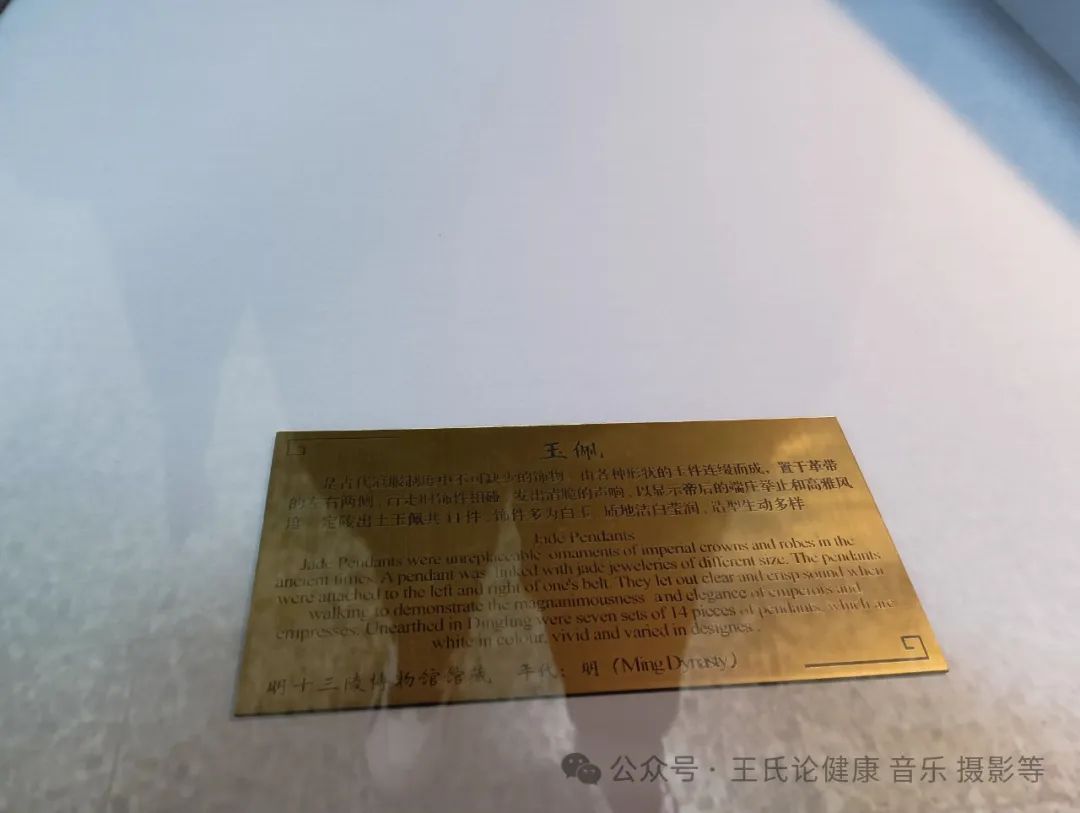 玉佩
是古代冠服制度中不可缺少的饰物，由各种形状的玉件连缀而成，置于革带
的左右两侧，行走时饰件相碰，发出清脆的声响，以显示帝后的端庄举止和高雅风
度。定陵出土玉佩共11件，饰件多为白玉，质地洁白莹润，造型生动多样
Jade Pendants
Jade Pendants were unreplaceable ornaments of imperial crowns and robes in the
ancient times. A pendant was linked with jade jeweleries of different size. The pendants
were attached to the left and right of one's belt. They let out clear and crisp sound when
walking to demonstrate the magnanimousness and elegance of emperors and
empresses. Unearthed in Dingling were seven sets of 14 pieces of pendants, which are
white in colour, vivid and varied in designes.
明十三陵博物馆馆藏 年代：明（Ming Dynasty）
公众号 · 王氏论健康 音乐 摄影等